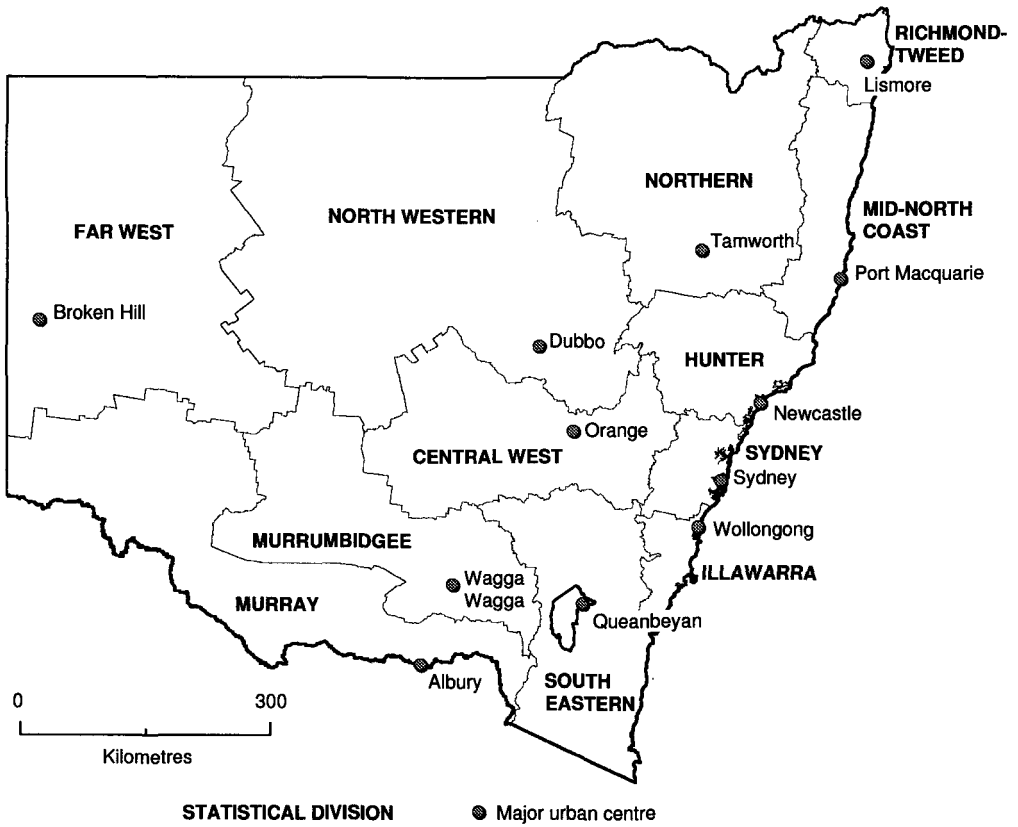 RICHMOND-
TWEED
Lismore
NORTHERN
MID-NORTH
COAST
NORTH WESTERN
FAR WEST
Tamworth
Port Macquarie
Broken Hill
Dubbo
HUNTER
Newcastle
Orange
CENTRAL WEST
SYDNEY
Sydney
Wollongong
MURRUMBIDGEE
ILLAWARRA
Wagga
Wagga
MURRAY
Queanbeyan
Albury
SOUTH
EASTERN
0 300
Kilometres
STATISTICAL DIVISION
Major urban centre